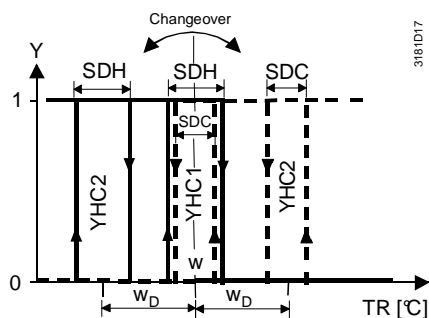 Changeover
3181D17
Y
SDH
SDH
SDC
1
SDC
YHC2
YHC1
YHC2
w
0
wD
wD
TR [°C]